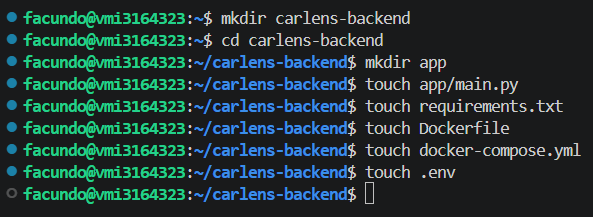 facundo@vmi3164323:~$ mkdir carlens-backend
facundo@vmi3164323:~$ cd carlens-backend
facundo@vmi3164323:~/carlens-backend$ mkdir app
facundo@vmi3164323:~/carlens-backend$ touch app/main.py
facundo@vmi3164323:~/carlens-backend$ touch requirements.txt
facundo@vmi3164323:~/carlens-backend$ touch Dockerfile
facundo@vmi3164323:~/carlens-backend$ touch docker-compose.yml
facundo@vmi3164323:~/carlens-backend$ touch .env
facundo@vmi3164323:~/carlens-backend$